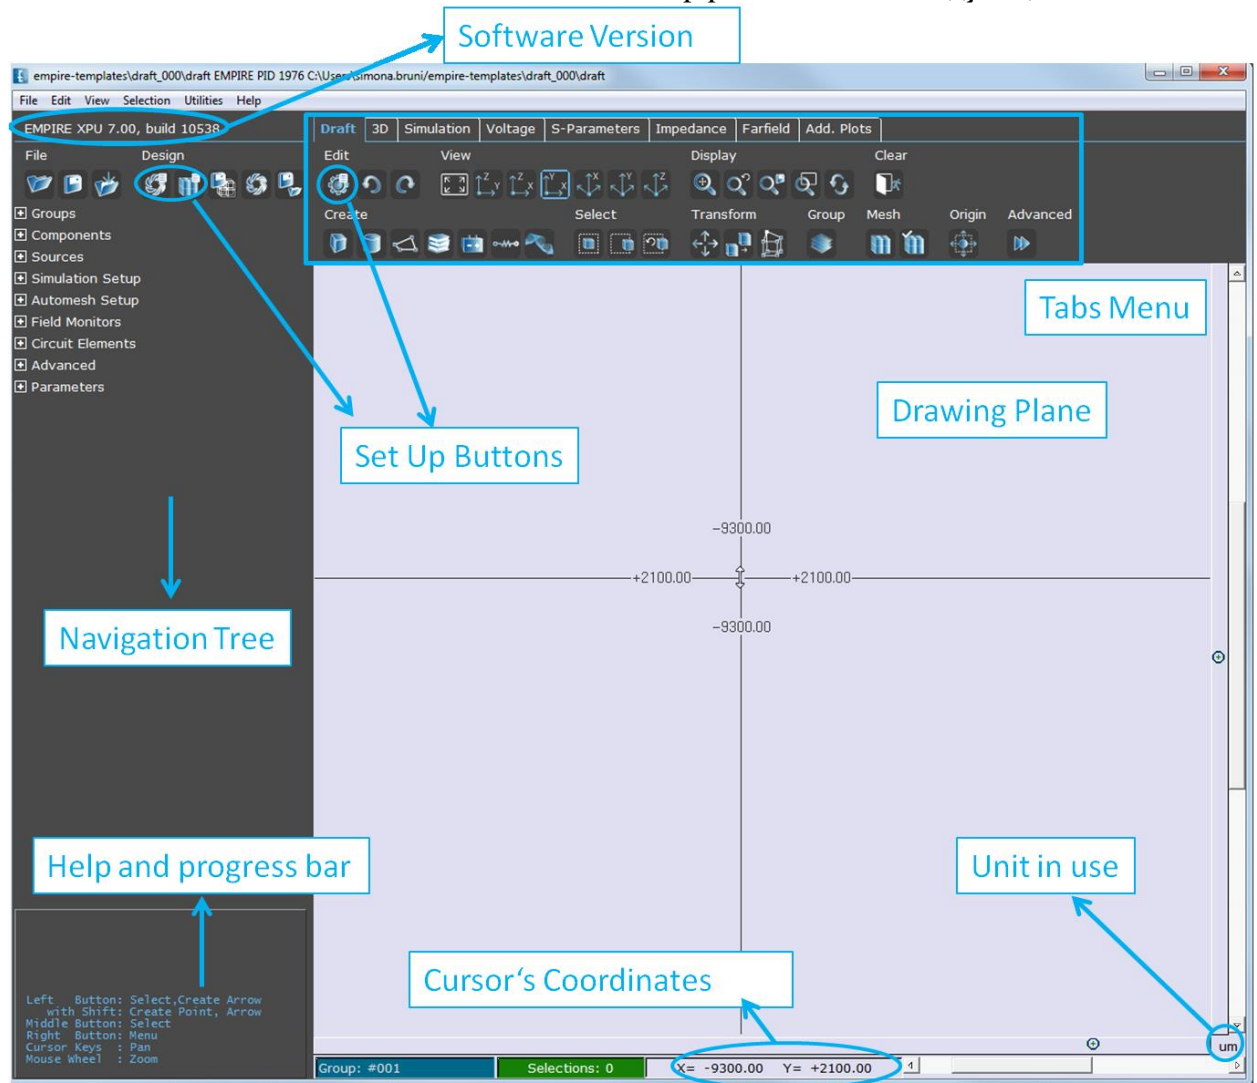 Software Version
empire-templates\draft_000\draft EMPIRE PID 1976 C:\Users\simona.bruni/empire-templates\draft_000\draft
File Edit View Selection Utilities Help
EMPIRE XPU 7.00, build 10538
Draft 3D Simulation Voltage S-Parameters Impedance Farfield Add. Plots
File Design Edit View Display Clear
Create Select Transform Group Mesh Origin Advanced
Groups
Components
Sources
Simulation Setup
Automesh Setup
Field Monitors
Circuit Elements
Advanced
Parameters
Tabs Menu
Drawing Plane
Set Up Buttons
-9300.00
+2100.00 +2100.00
-9300.00
Navigation Tree
Help and progress bar
Unit in use
Cursor's Coordinates
Left Button: Select,Create Arrow
with Shift: Create Point, Arrow
Middle Button: Select
Right Button: Menu
Cursor Keys : Pan
Mouse Wheel : Zoom
um
Group: #001 Selections: 0 X= -9300.00 Y= +2100.00